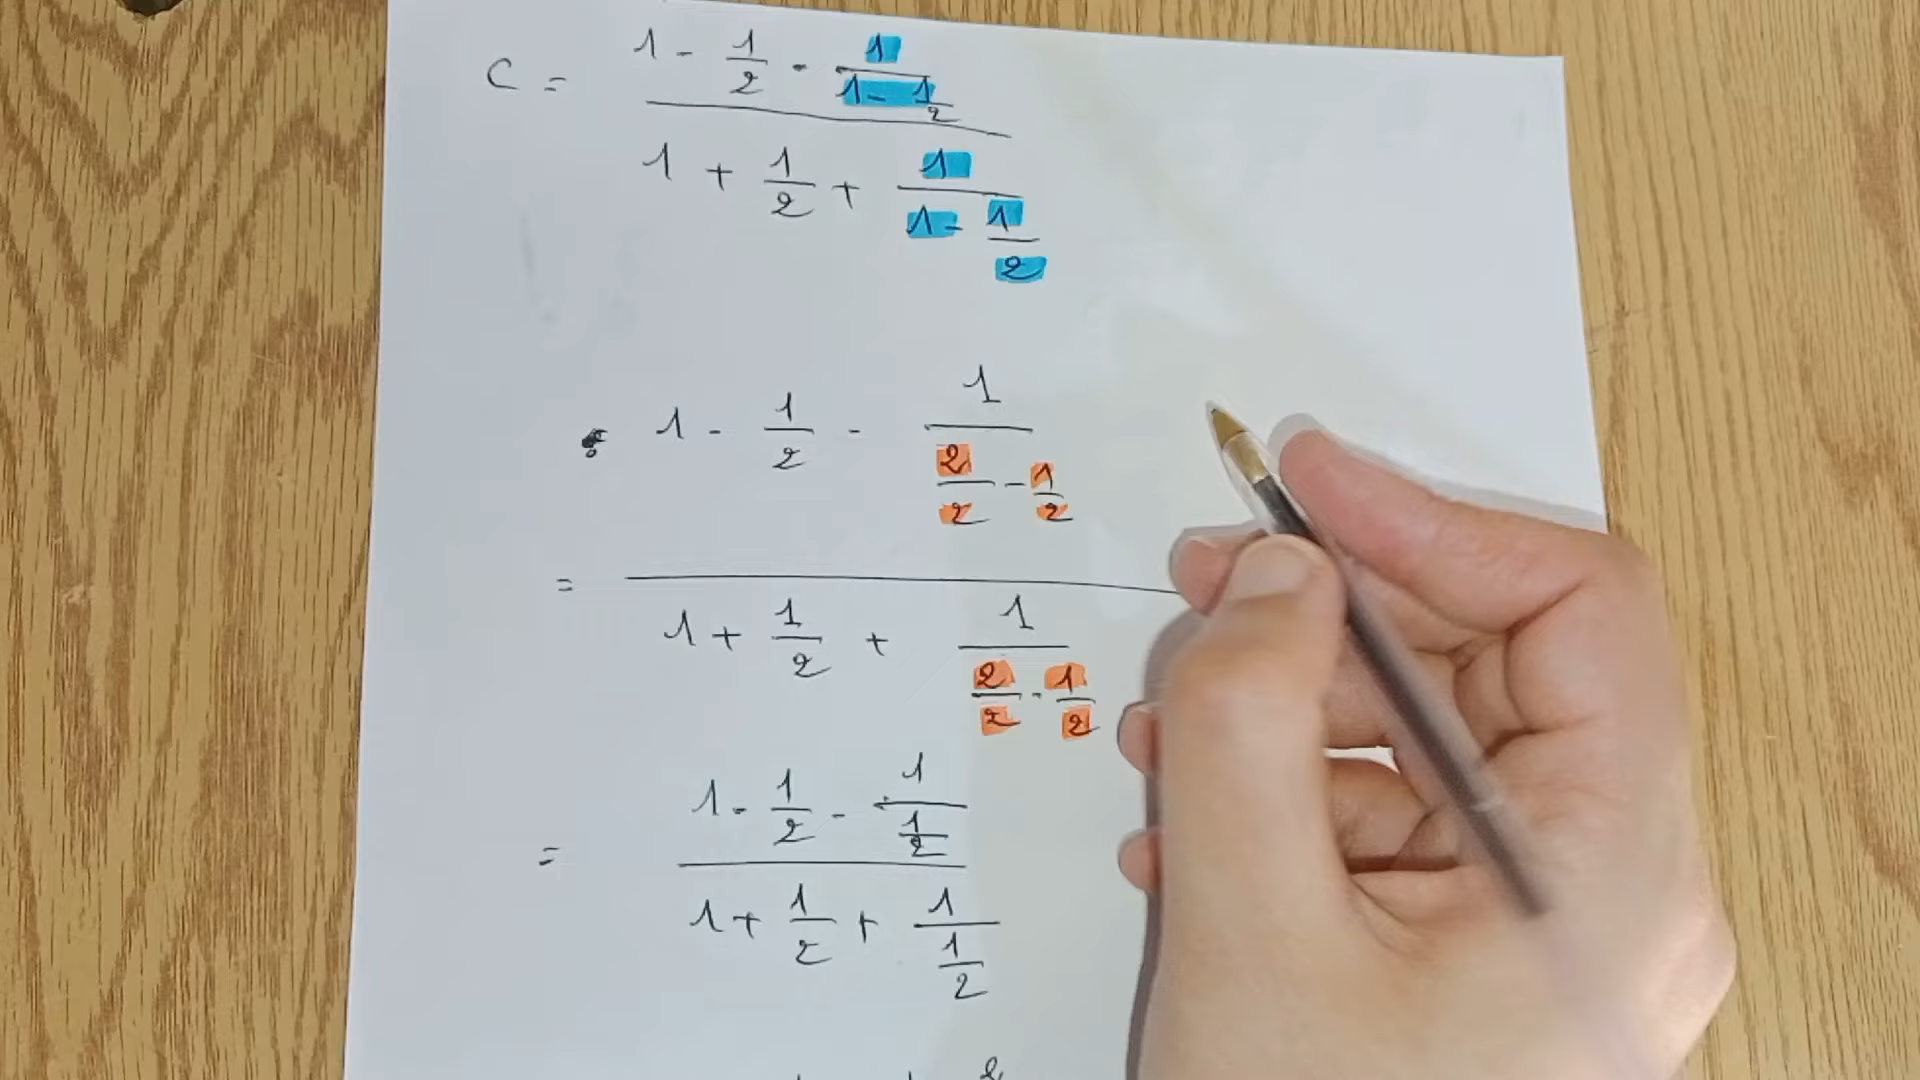 C = (1 - 1/2 - 1/(1 - 1/2)) / (1 + 1/2 + 1/(1 - 1/2))
= (1 - 1/2 - 1/(2/2 - 1/2)) / (1 + 1/2 + 1/(2/2 - 1/2))
= (1 - 1/2 - 1/(1/2)) / (1 + 1/2 + 1/(1/2))